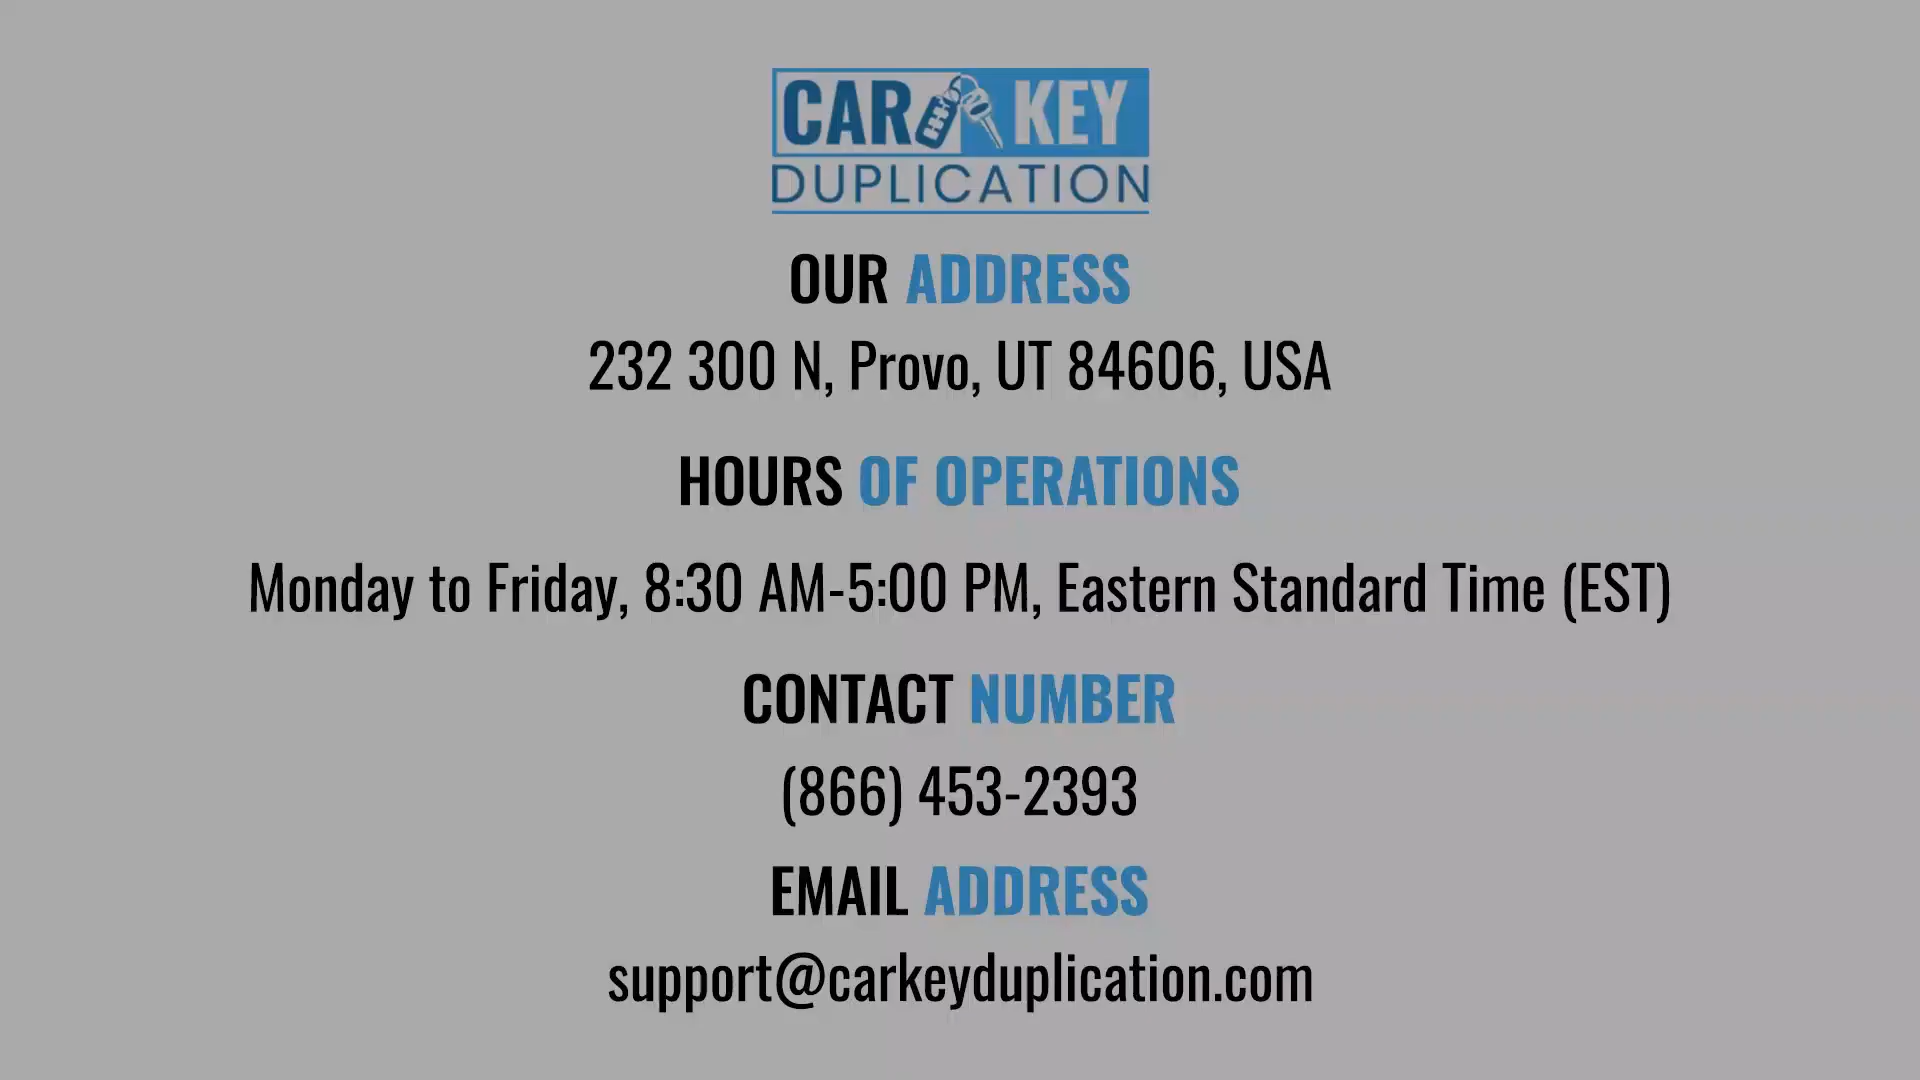 CAR KEY
DUPLICATION
OUR ADDRESS
232 300 N, Provo, UT 84606, USA
HOURS OF OPERATIONS
Monday to Friday, 8:30 AM-5:00 PM, Eastern Standard Time (EST)
CONTACT NUMBER
(866) 453-2393
EMAIL ADDRESS
support@carkeyduplication.com